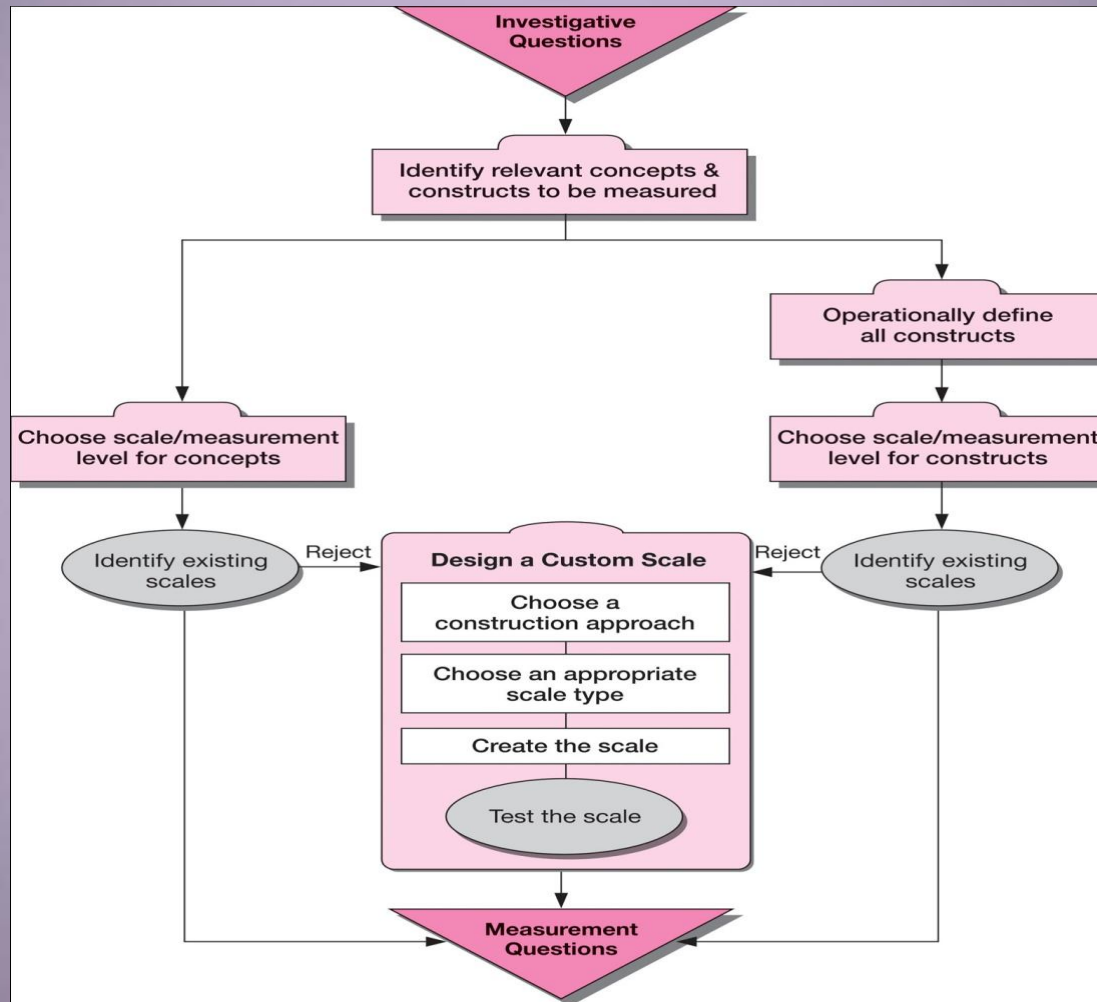 Investigative
Questions
Identify relevant concepts &
constructs to be measured
Operationally define
all constructs
Choose scale/measurement
level for concepts
Choose scale/measurement
level for constructs
Identify existing
scales
Reject
Design a Custom Scale
Choose a
construction approach
Choose an appropriate
scale type
Create the scale
Test the scale
Reject
Identify existing
scales
Measurement
Questions